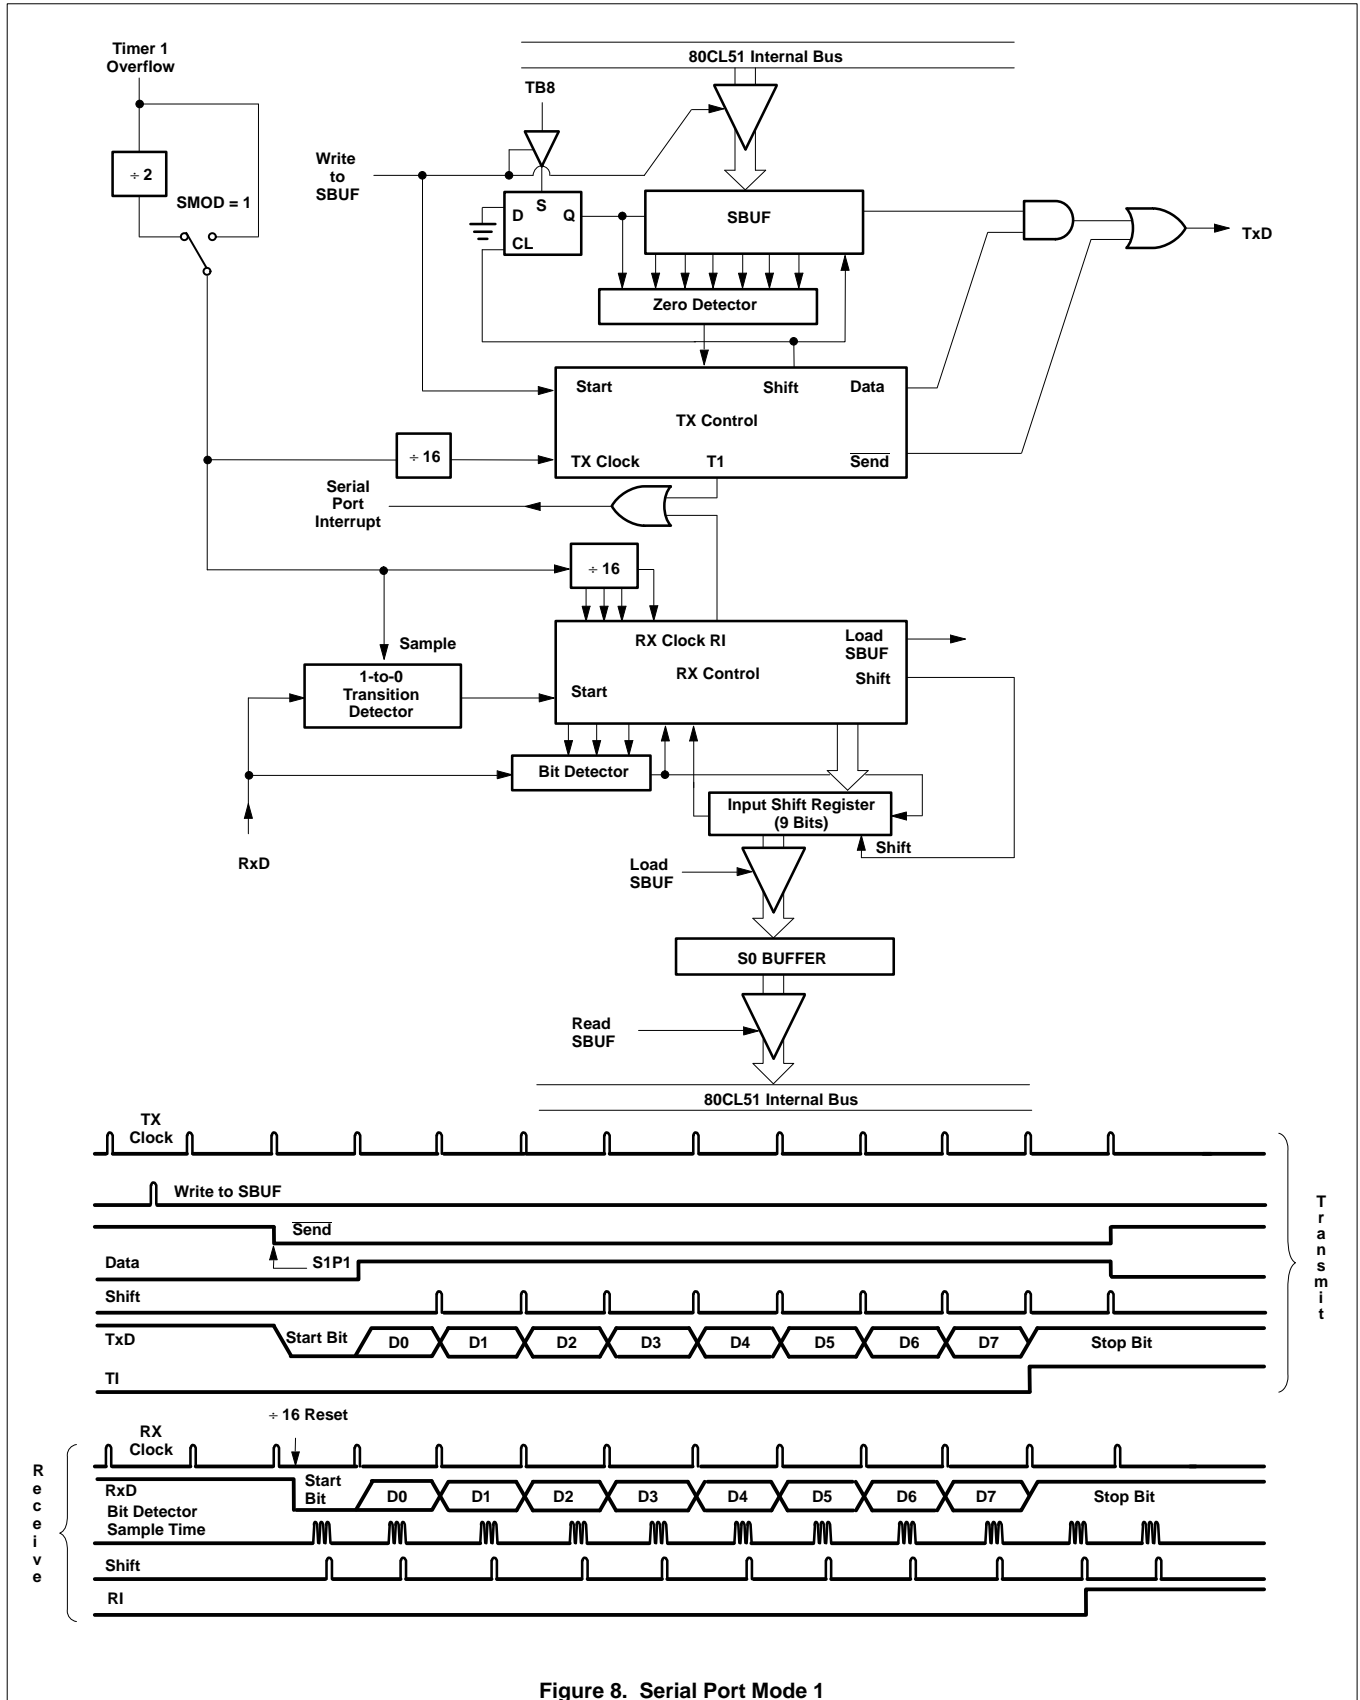 Timer 1
Overflow
80CL51 Internal Bus
TB8
÷ 2
SMOD = 1
Write
to
SBUF
D
S
Q
CL
SBUF
TxD
Zero Detector
Start
Shift
Data
TX Control
÷ 16
TX Clock
T1
Send
Serial
Port
Interrupt
÷ 16
Sample
RX Clock RI
Load
SBUF
RX Control
Shift
1-to-0
Transition
Detector
Start
Bit Detector
Input Shift Register
(9 Bits)
Shift
RxD
Load
SBUF
S0 BUFFER
Read
SBUF
80CL51 Internal Bus
TX
Clock
Write to SBUF
Send
Data
S1P1
Shift
TxD
Start Bit
D0
D1
D2
D3
D4
D5
D6
D7
Stop Bit
TI
Transmit
÷ 16 Reset
RX
Clock
RxD
Start
Bit
D0
D1
D2
D3
D4
D5
D6
D7
Stop Bit
Bit Detector
Sample Time
Shift
RI
Receive
Figure 8. Serial Port Mode 1